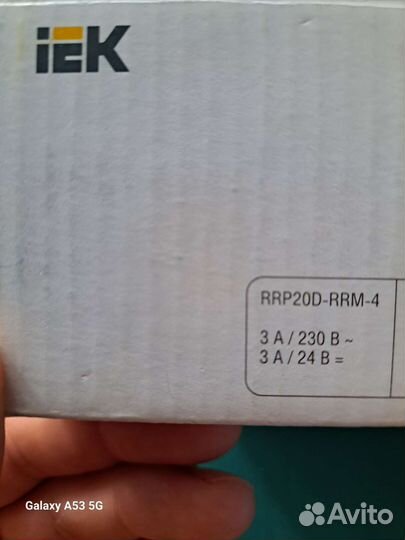 iEK
RRP20D-RRM-4
3 А / 230 В ~
3 А / 24 В =
Galaxy A53 5G
Avito